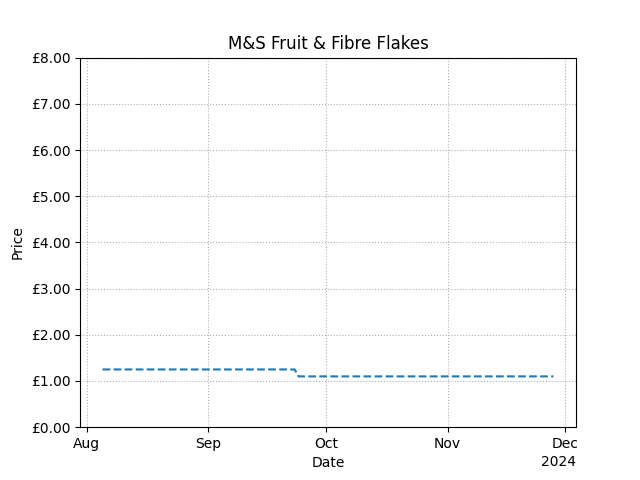 M&S Fruit & Fibre Flakes
£8.00
£7.00
£6.00
£5.00
£4.00
£3.00
£2.00
£1.00
£0.00
Price
Aug Sep Oct Nov Dec
Date
2024